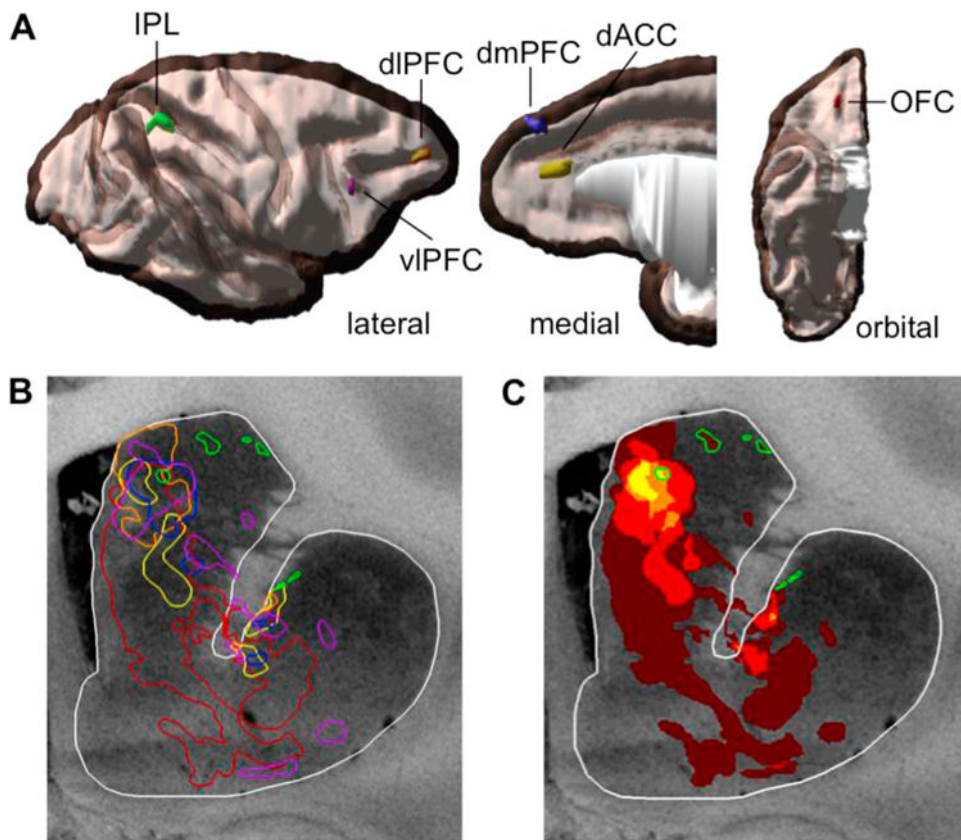 A
IPL
dlPFC
vlPFC
lateral
dmPFC
dACC
medial
OFC
orbital
B
C